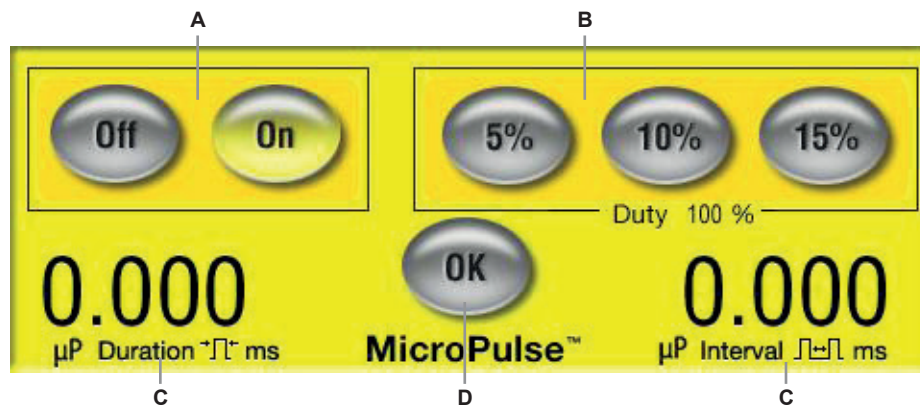 A B
Off On 5% 10% 15%
Duty 100 %
OK
0.000 0.000
µP Duration ms MicroPulse™ µP Interval ms
C D C